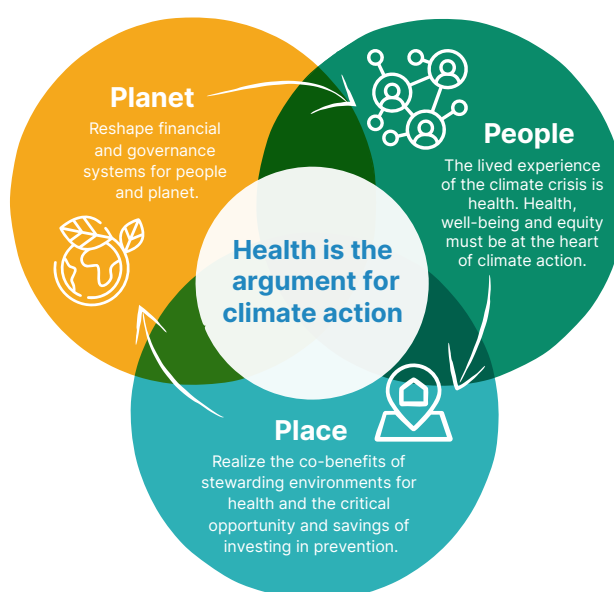 Planet
Reshape financial
and governance
systems for people
and planet.
People
The lived experience
of the climate crisis is
health. Health,
well-being and equity
must be at the heart
of climate action.
Health is the
argument for
climate action
Place
Realize the co-benefits of
stewarding environments for
health and the critical
opportunity and savings of
investing in prevention.